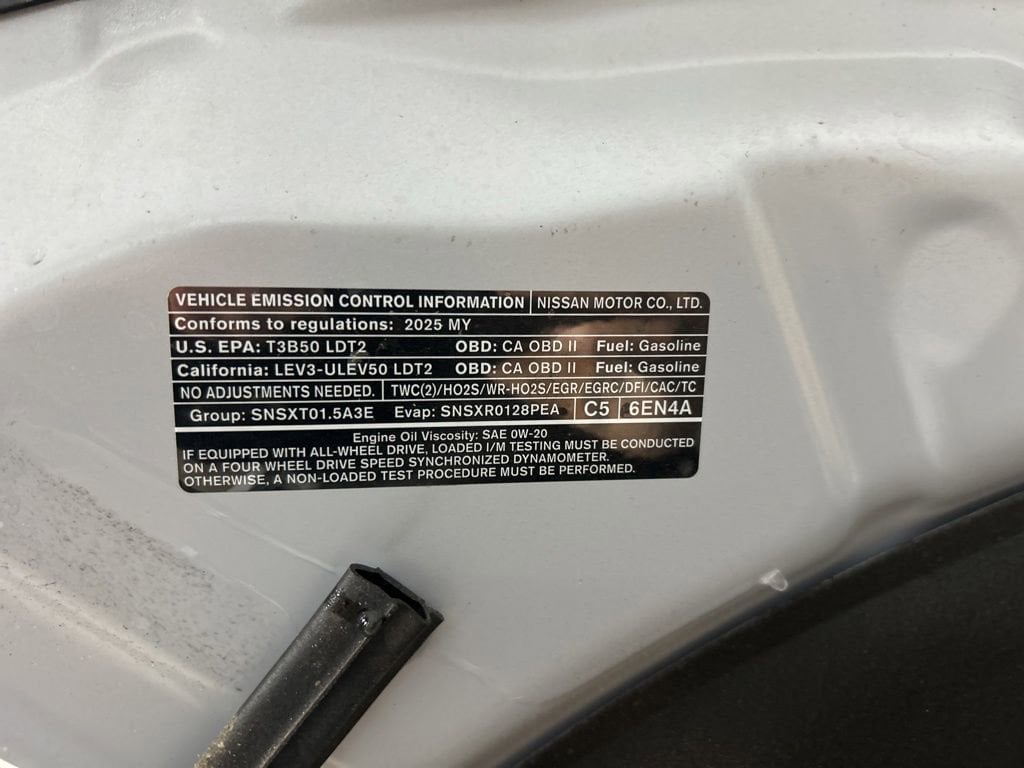 VEHICLE EMISSION CONTROL INFORMATION NISSAN MOTOR CO., LTD.
Conforms to regulations: 2025 MY
U.S. EPA: T3B50 LDT2 OBD: CA OBD II Fuel: Gasoline
California: LEV3-ULEV50 LDT2 OBD: CA OBD II Fuel: Gasoline
NO ADJUSTMENTS NEEDED. TWC(2)/HO2S/WR-HO2S/EGR/EGRC/DFI/CAC/TC
Group: SNSXT01.5A3E Evap: SNSXR0128PEA C5 6EN4A
Engine Oil Viscosity: SAE 0W-20
IF EQUIPPED WITH ALL-WHEEL DRIVE, LOADED I/M TESTING MUST BE CONDUCTED
ON A FOUR WHEEL DRIVE SPEED SYNCHRONIZED DYNAMOMETER.
OTHERWISE, A NON-LOADED TEST PROCEDURE MUST BE PERFORMED.